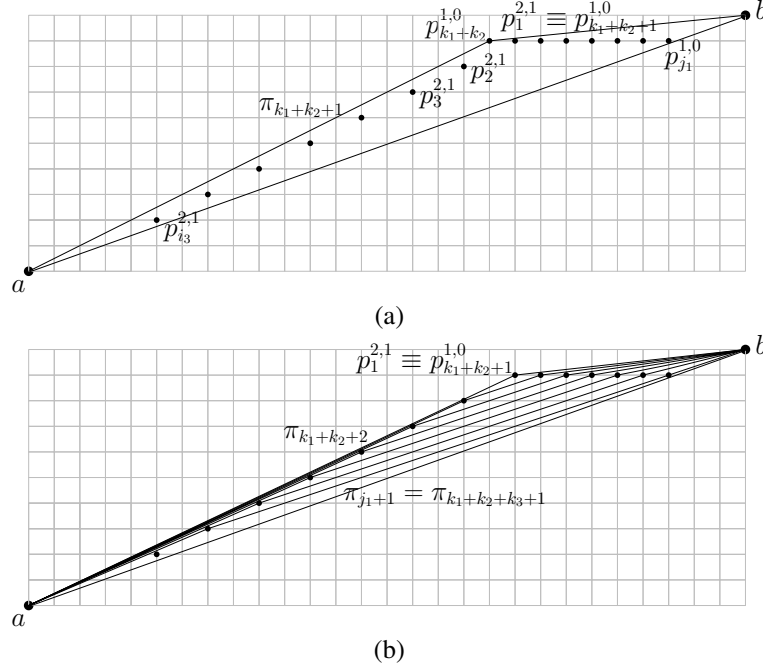 b
p^{1,0}_{k_1+k_2} p^{2,1}_1 ≡ p^{1,0}_{k_1+k_2+1}
p^{1,0}_{j_1}
p^{2,1}_2
p^{2,1}_3
π_{k_1+k_2+1}
p^{2,1}_{i_3}
a
(a)
b
p^{2,1}_1 ≡ p^{1,0}_{k_1+k_2+1}
π_{k_1+k_2+2}
π_{j_1+1} = π_{k_1+k_2+k_3+1}
a
(b)